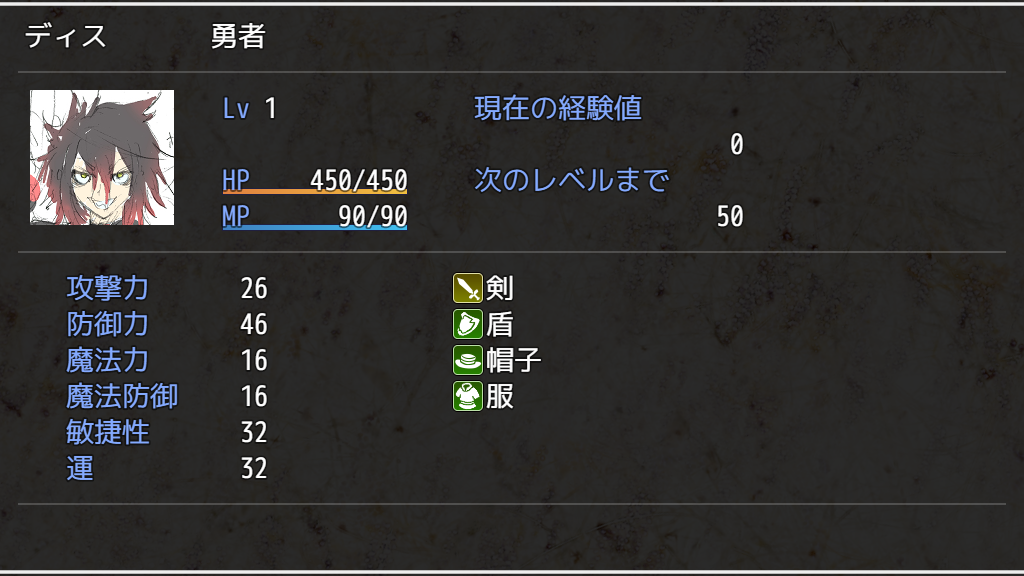 ディス 勇者
Lv 1 現在の経験値
0
HP 450/450 次のレベルまで
MP 90/90 50
攻撃力 26 剣
防御力 46 盾
魔法力 16 帽子
魔法防御 16 服
敏捷性 32
運 32